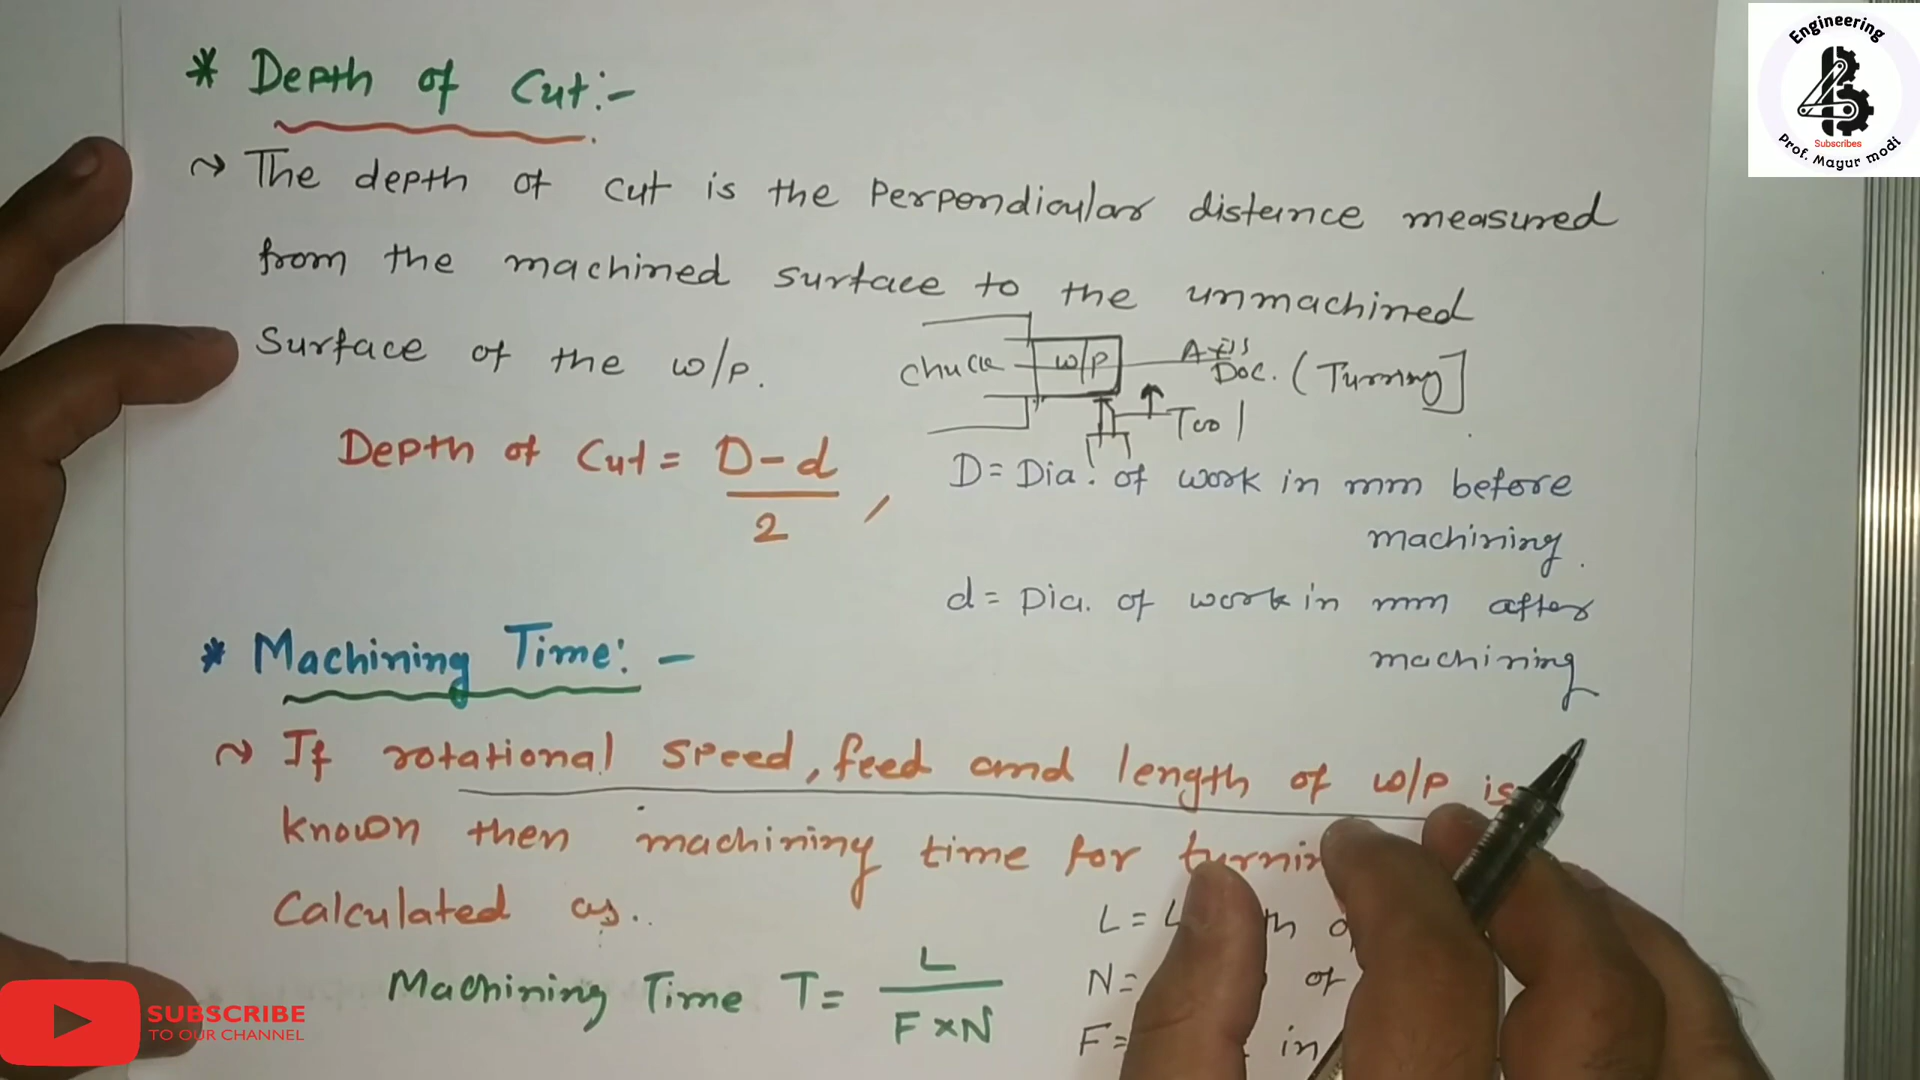 * Depth of Cut:-
~> The depth of cut is the perpendicular distance measured
from the machined surface to the unmachined
Surface of the w/p.
chuck w/p Axis
DOC. (Turning]
Tool
Depth of Cut = D-d
2 ,
D = Dia. of work in mm before
machining.
d = Dia. of work in mm after
machining
* Machining Time:-
~> If rotational speed, feed and length of w/p is
known then machining time for
Calculated as..
L =
N= of
F= in
Machining Time T= L
F×N
Engineering
Subscribes
Prof. Mayur modi
SUBSCRIBE
TO OUR CHANNEL